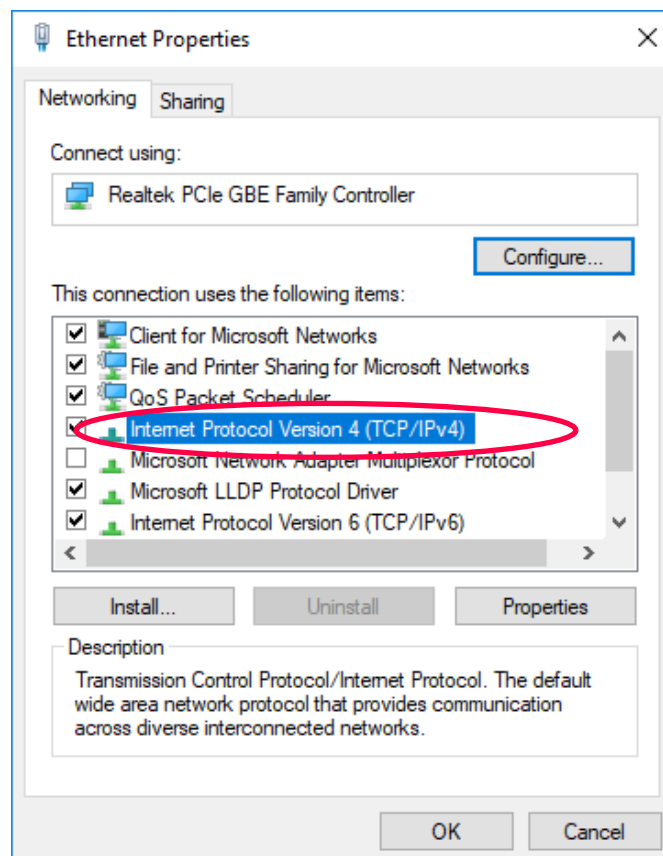 Ethernet Properties
Networking
Sharing
Connect using:
Realtek PCIe GBE Family Controller
Configure...
This connection uses the following items:
Client for Microsoft Networks
File and Printer Sharing for Microsoft Networks
QoS Packet Scheduler
Internet Protocol Version 4 (TCP/IPv4)
Microsoft Network Adapter Multiplexor Protocol
Microsoft LLDP Protocol Driver
Internet Protocol Version 6 (TCP/IPv6)
Install...
Uninstall
Properties
Description
Transmission Control Protocol/Internet Protocol. The default
wide area network protocol that provides communication
across diverse interconnected networks.
OK
Cancel